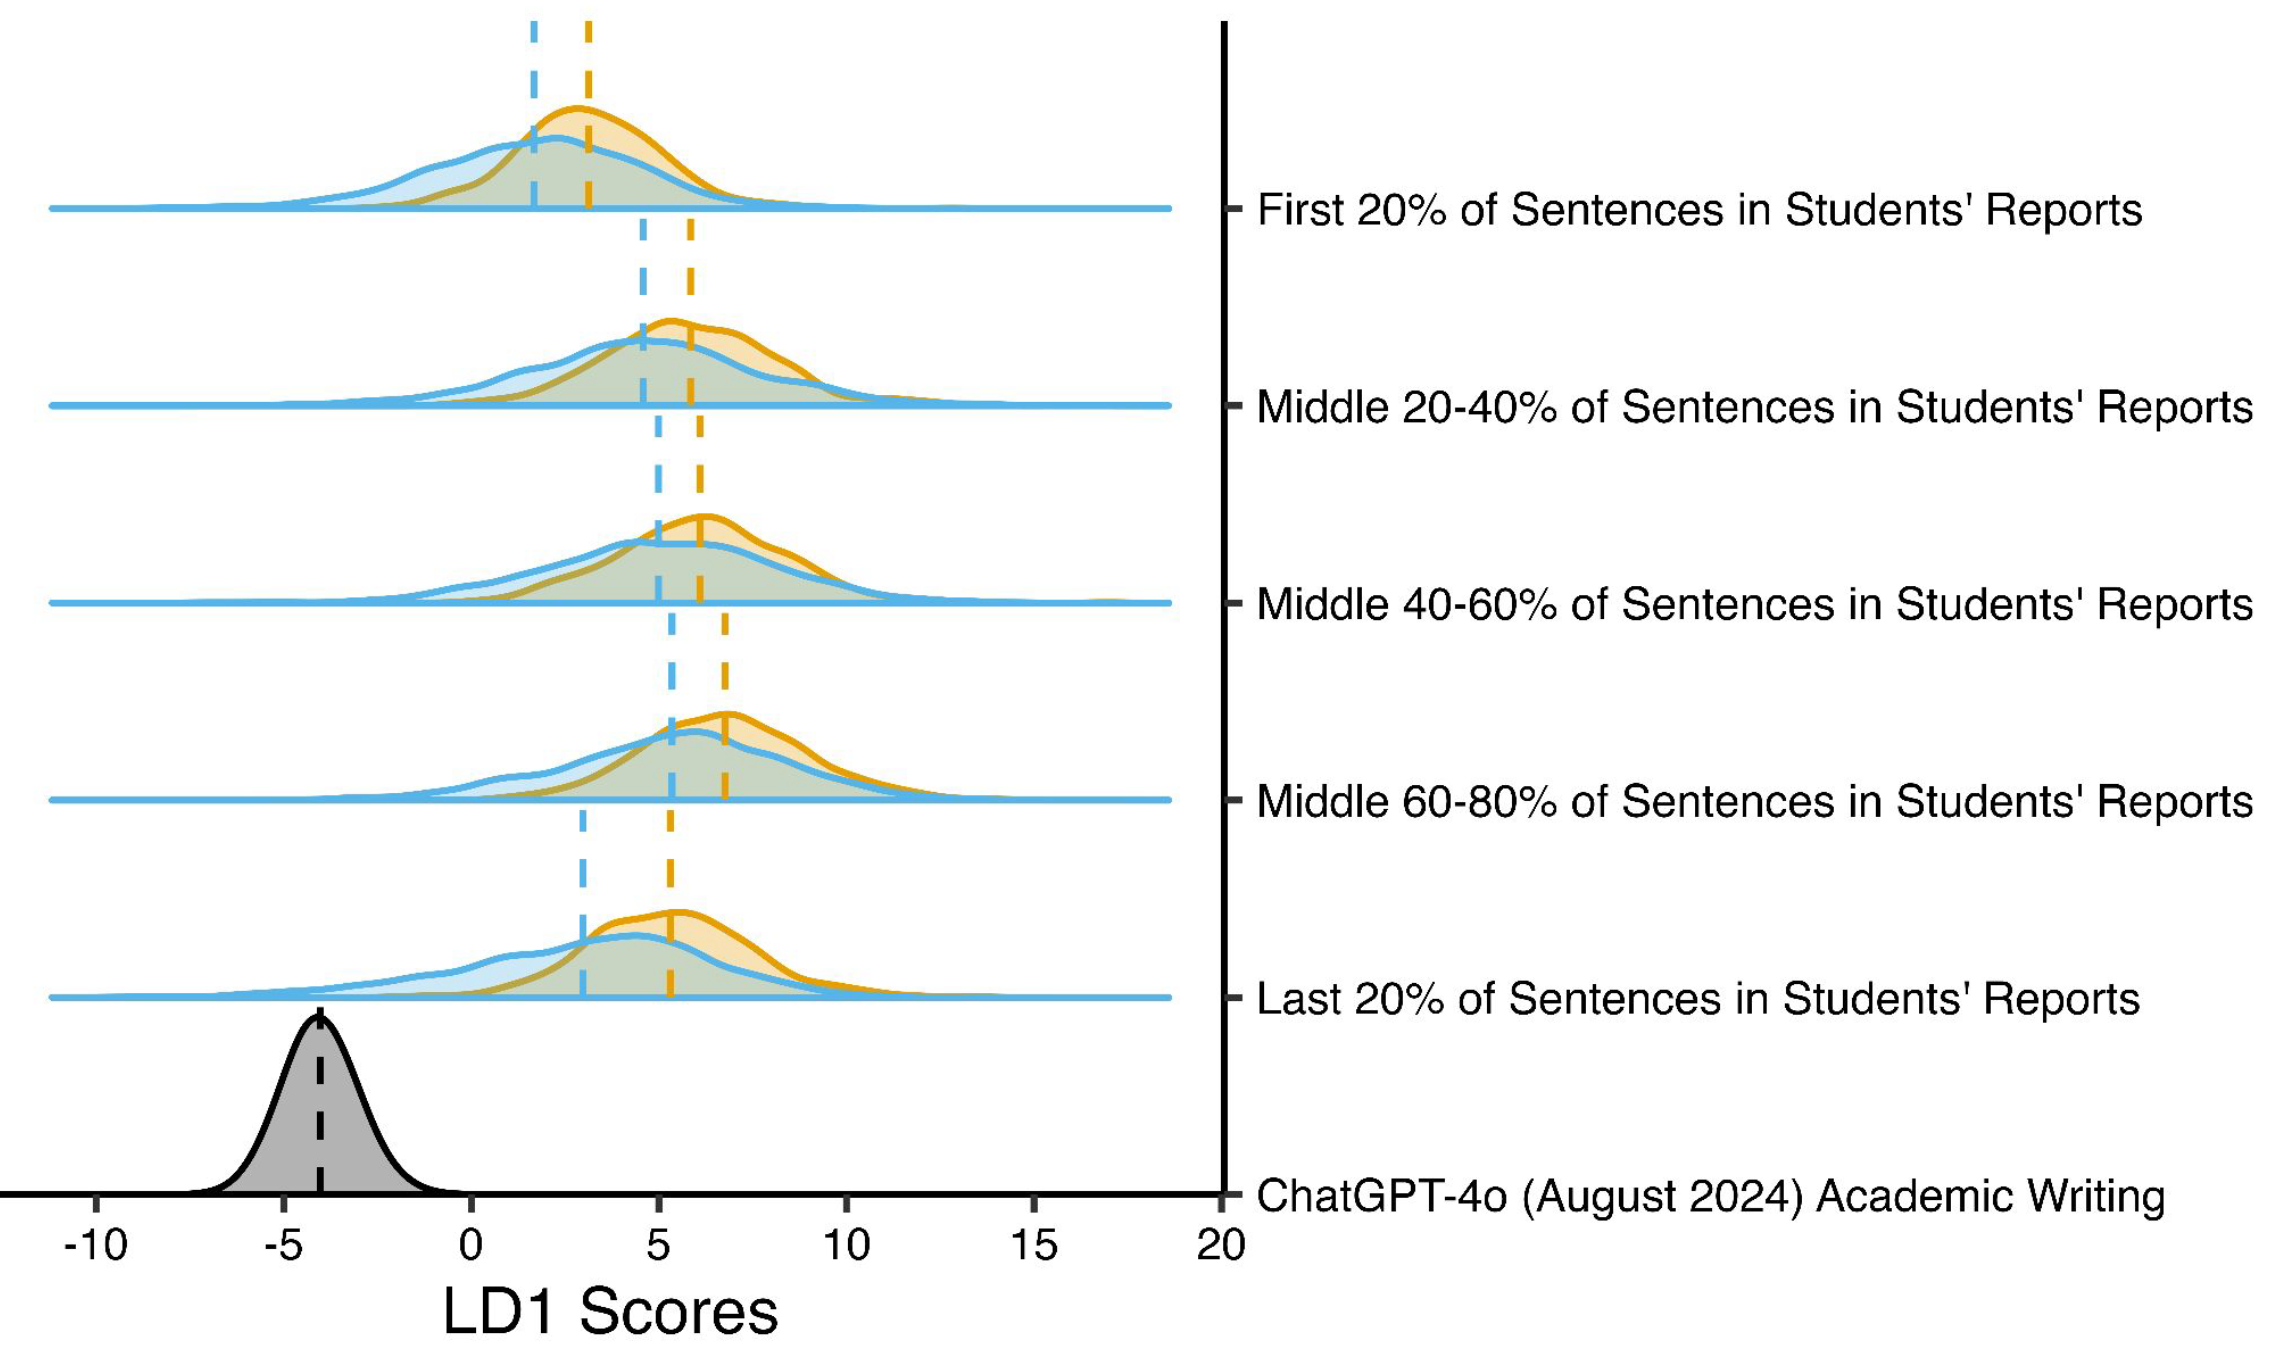 First 20% of Sentences in Students' Reports
Middle 20-40% of Sentences in Students' Reports
Middle 40-60% of Sentences in Students' Reports
Middle 60-80% of Sentences in Students' Reports
Last 20% of Sentences in Students' Reports
ChatGPT-4o (August 2024) Academic Writing
-10 -5 0 5 10 15 20
LD1 Scores